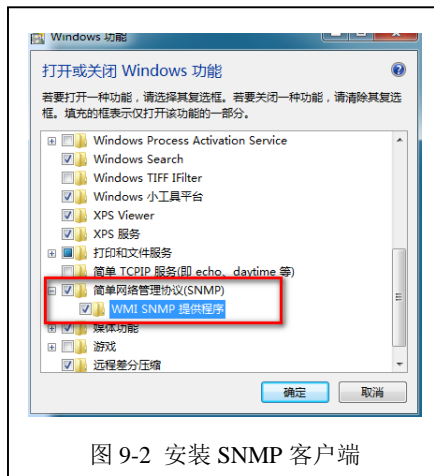 Windows 功能
打开或关闭 Windows 功能
若要打开一种功能，请选择其复选框。若要关闭一种功能，请清除其复选
框。填充的框表示仅打开该功能的一部分。
Windows Process Activation Service
Windows Search
Windows TIFF IFilter
Windows 小工具平台
XPS Viewer
XPS 服务
打印和文件服务
简单 TCPIP 服务(即 echo、daytime 等)
简单网络管理协议(SNMP)
WMI SNMP 提供程序
媒体功能
游戏
远程差分压缩
确定
取消
图 9-2 安装 SNMP 客户端